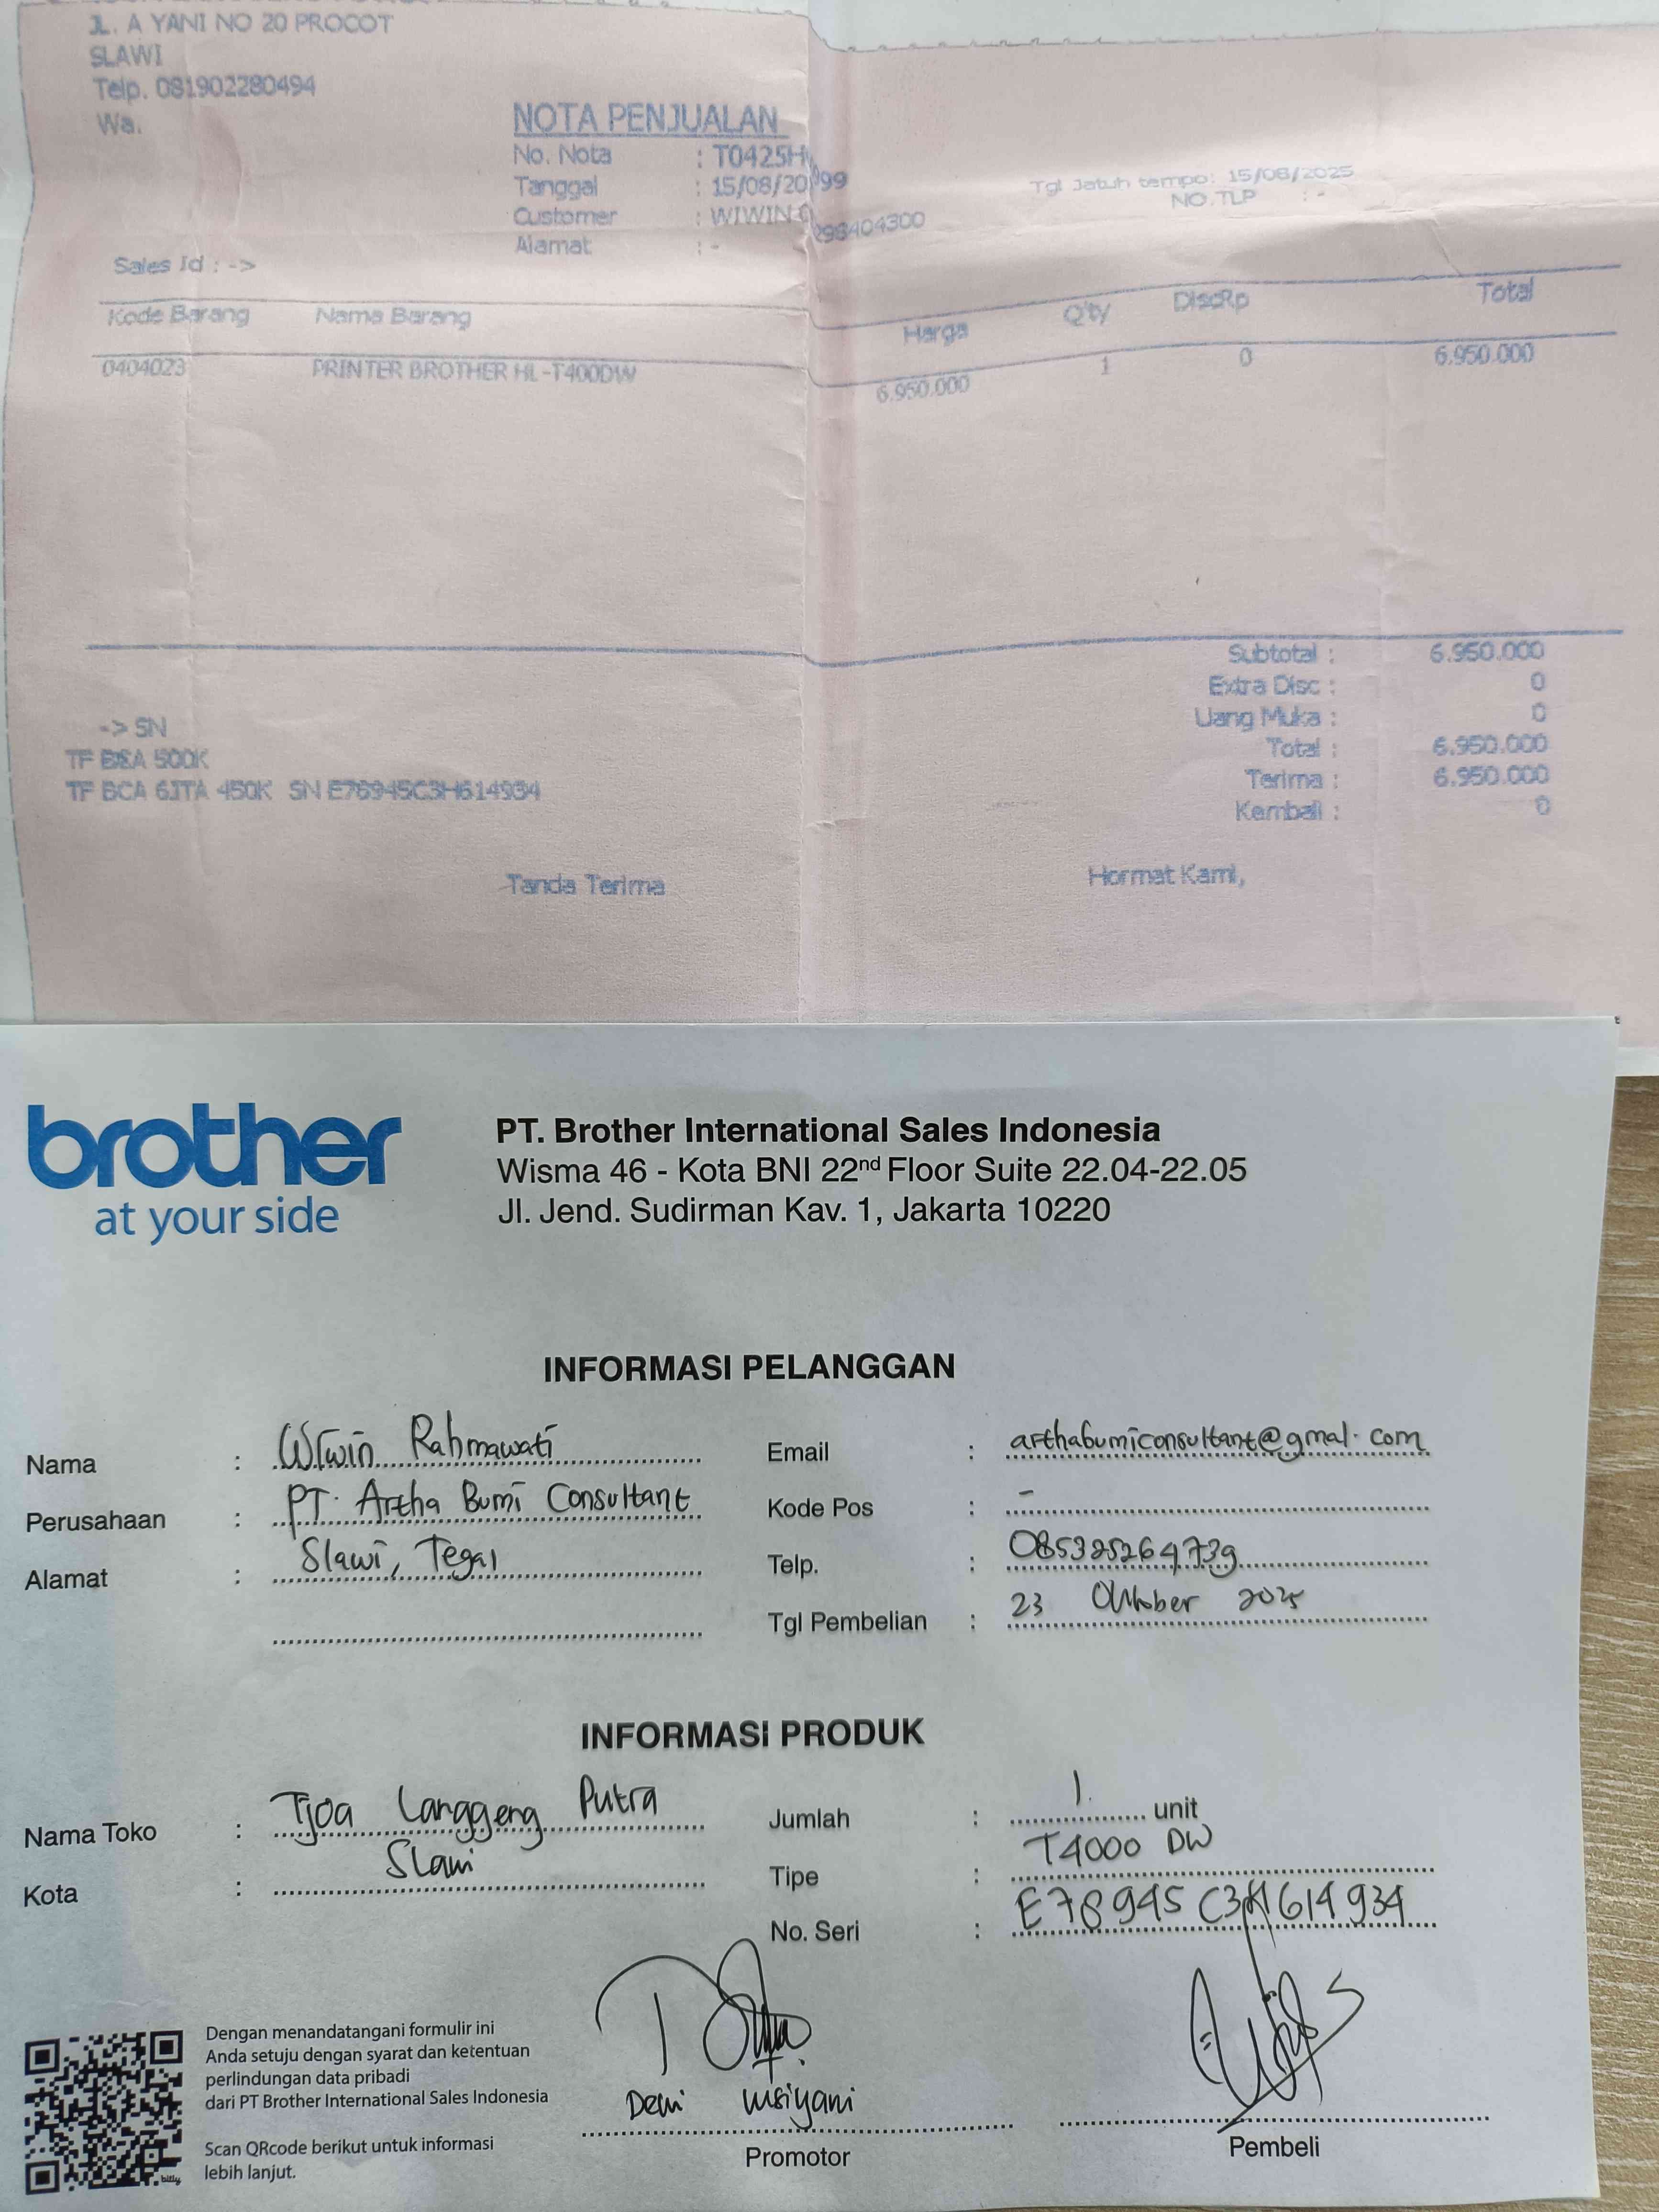 JL. A YANI NO 20 PROCOT
SLAWI
Telp. 081902280494
Wa.
NOTA PENJUALAN
No. Nota : T0425H
Tanggal : 15/08/20 99
Customer : WIWIN 298404300
Alamat : -
Tgl Jatuh tempo: 15/08/2025
NO.TLP : -
Sales Id : ->
Kode Barang Nama Barang Harga Q'ty DiscRp Total
0404023 PRINTER BROTHER HL-T400DW 6.950.000 1 0 6.950.000
Subtotal : 6.950.000
Extra Disc : 0
Uang Muka : 0
Total : 6.950.000
Terima : 6.950.000
Kembali : 0
-> SN
TF BCA 500K
TF BCA 6JTA 450K SN E78945C3H614934
Tanda Terima Hormat Kami,
brother
at your side
PT. Brother International Sales Indonesia
Wisma 46 - Kota BNI 22nd Floor Suite 22.04-22.05
Jl. Jend. Sudirman Kav. 1, Jakarta 10220
INFORMASI PELANGGAN
Nama : Wiwin Rahmawati
Perusahaan : PT. Artha Bumi Consultant
Alamat : Slawi, Tegal
Email : arthabumiconsultant@gmal.com
Kode Pos : -
Telp. : 085325264739
Tgl Pembelian : 23 Oktober 2025
INFORMASI PRODUK
Nama Toko : Tjoa Langgeng Putra
Kota : Slawi
Jumlah : 1 unit
Tipe : T4000 DW
No. Seri : E78945C3H614934
Dengan menandatangani formulir ini
Anda setuju dengan syarat dan ketentuan
perlindungan data pribadi
dari PT Brother International Sales Indonesia
Scan QRcode berikut untuk informasi
lebih lanjut.
bitly
Dewi Usiyani
Promotor
Pembeli